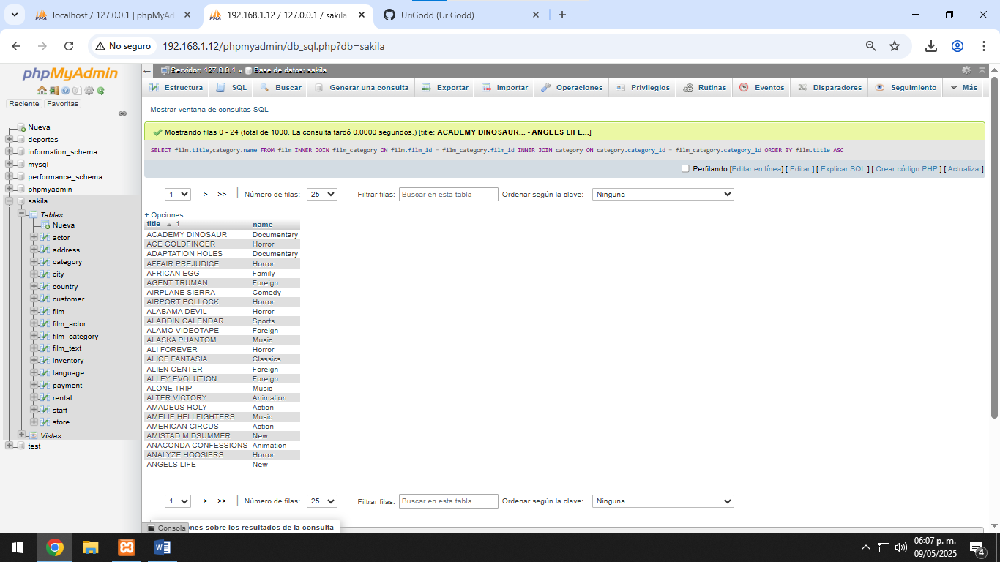 localhost / 127.0.0.1 | phpMyAd
192.168.1.12 / 127.0.0.1 / sakila
UriGodd (UriGodd)
No seguro
192.168.1.12/phpmyadmin/db_sql.php?db=sakila
phpMyAdmin
Reciente Favoritas
Nueva
deportes
information_schema
mysql
performance_schema
phpmyadmin
sakila
Tablas
Nueva
actor
address
category
city
country
customer
film
film_actor
film_category
film_text
inventory
language
payment
rental
staff
store
Vistas
test
Servidor: 127.0.0.1 » Base de datos: sakila
Estructura SQL Buscar Generar una consulta Exportar Importar Operaciones Privilegios Rutinas Eventos Disparadores Seguimiento Más
Mostrar ventana de consultas SQL
Mostrando filas 0 - 24 (total de 1000, La consulta tardó 0,0000 segundos.) [title: ACADEMY DINOSAUR... - ANGELS LIFE...]
SELECT film.title,category.name FROM film INNER JOIN film_category ON film.film_id = film_category.film_id INNER JOIN category ON category.category_id = film_category.category_id ORDER BY film.title ASC
Perfilando [Editar en línea] [ Editar ] [ Explicar SQL ] [ Crear código PHP ] [ Actualizar]
1 > >> | Número de filas: 25 Filtrar filas: Buscar en esta tabla Ordenar según la clave: Ninguna
+ Opciones
title 1 name
ACADEMY DINOSAUR Documentary
ACE GOLDFINGER Horror
ADAPTATION HOLES Documentary
AFFAIR PREJUDICE Horror
AFRICAN EGG Family
AGENT TRUMAN Foreign
AIRPLANE SIERRA Comedy
AIRPORT POLLOCK Horror
ALABAMA DEVIL Horror
ALADDIN CALENDAR Sports
ALAMO VIDEOTAPE Foreign
ALASKA PHANTOM Music
ALI FOREVER Horror
ALICE FANTASIA Classics
ALIEN CENTER Foreign
ALLEY EVOLUTION Foreign
ALONE TRIP Music
ALTER VICTORY Animation
AMADEUS HOLY Action
AMELIE HELLFIGHTERS Music
AMERICAN CIRCUS Action
AMISTAD MIDSUMMER New
ANACONDA CONFESSIONS Animation
ANALYZE HOOSIERS Horror
ANGELS LIFE New
1 > >> | Número de filas: 25 Filtrar filas: Buscar en esta tabla Ordenar según la clave: Ninguna
Consola
nes sobre los resultados de la consulta
06:07 p. m.
09/05/2025
4